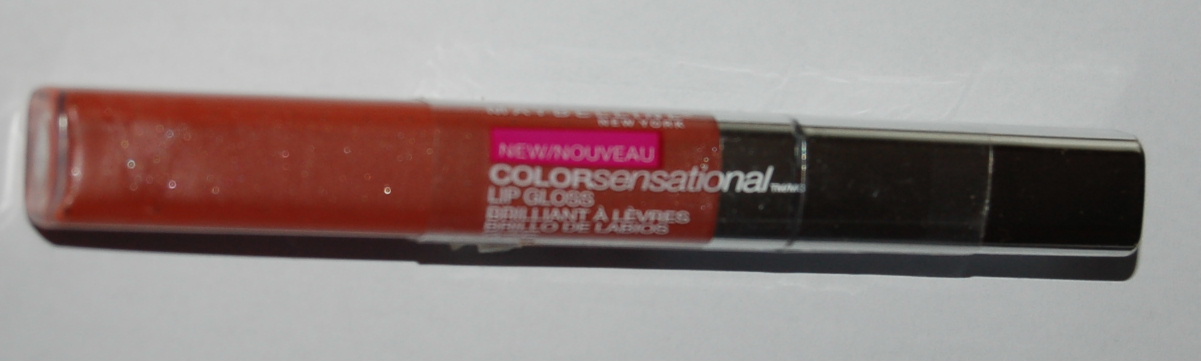 MAYBELLINE
NEW YORK
NEW/NOUVEAU
COLORsensational
LIP GLOSS
BRILLIANT À LÈVRES
BRILLO DE LABIOS